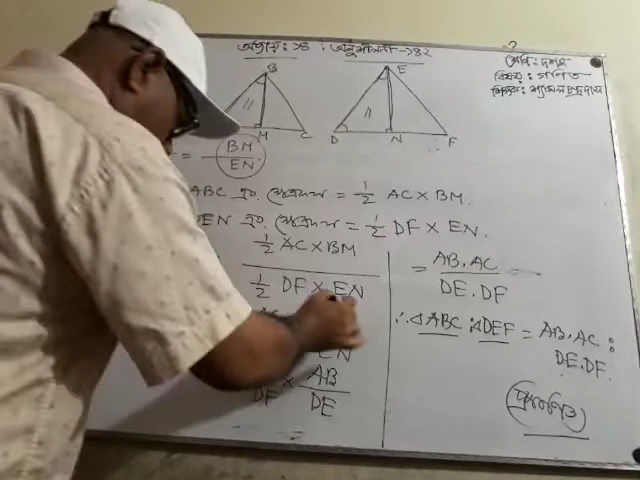 অধ্যায়: ১৪ : অনুশীলনী-১৪২
শ্রেণি: দশম
বিষয়: গণিত
শিক্ষক: শ্যামল চন্দ্র দাস
B
M
C
E
D
N
F
= BM / EN
ABC এর ক্ষেত্রফল = 1/2 AC × BM.
EN এর ক্ষেত্রফল = 1/2 DF × EN.
1/2 AC × BM
1/2 DF × EN
EN
DF × AB / DE
= AB.AC / DE.DF
∴ ⊿ABC : ⊿DEF = AB.AC :
DE.DF.
(প্রমাণিত)